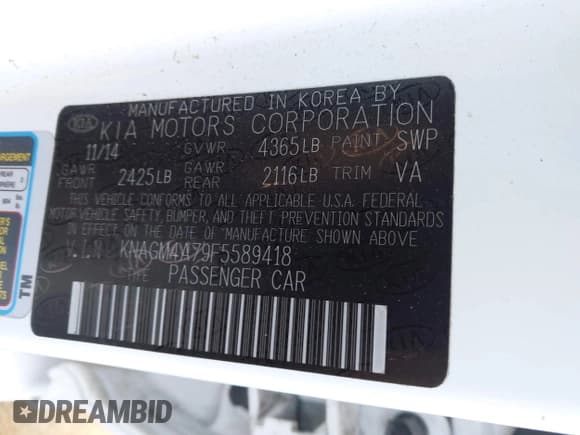 MANUFACTURED IN KOREA BY
KIA KIA MOTORS CORPORATION
11/14 GVWR 4365LB PAINT SWP
GAWR FRONT 2425LB GAWR REAR 2116LB TRIM VA
THIS VEHICLE CONFORMS TO ALL APPLICABLE U.S.A. FEDERAL
MOTOR VEHICLE SAFETY, BUMPER, AND THEFT PREVENTION STANDARDS
IN EFFECT ON THE DATE OF MANUFACTURE SHOWN ABOVE
V.I.N KNAGM4A79F5589418
TYPE PASSENGER CAR
TM
DREAMBID